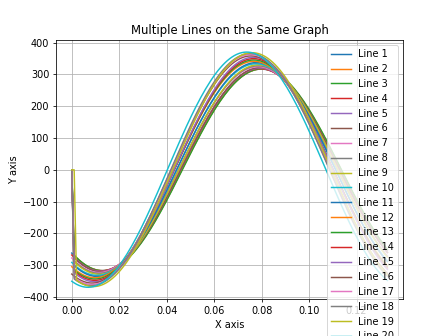 Multiple Lines on the Same Graph
400
300
200
100
0
−100
−200
−300
−400
Y axis
0.00
0.02
0.04
0.06
0.08
0.10
X axis
Line 1
Line 2
Line 3
Line 4
Line 5
Line 6
Line 7
Line 8
Line 9
Line 10
Line 11
Line 12
Line 13
Line 14
Line 15
Line 16
Line 17
Line 18
Line 19
Line 20